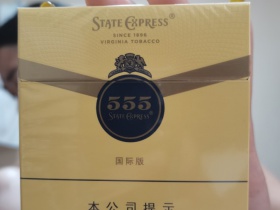 STATE EXPRESS
SINCE 1896
VIRGINIA TOBACCO
555
STATE EXPRESS
国际版
本公司提示